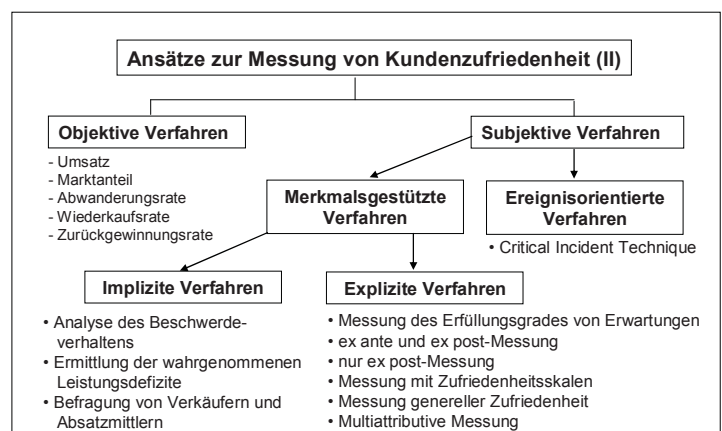 Ansätze zur Messung von Kundenzufriedenheit (II)
Objektive Verfahren
- Umsatz
- Marktanteil
- Abwanderungsrate
- Wiederkaufsrate
- Zurückgewinnungsrate
Subjektive Verfahren
Merkmalsgestützte
Verfahren
Ereignisorientierte
Verfahren
• Critical Incident Technique
Implizite Verfahren
• Analyse des Beschwerde-
verhaltens
• Ermittlung der wahrgenommenen
Leistungsdefizite
• Befragung von Verkäufern und
Absatzmittlern
Explizite Verfahren
• Messung des Erfüllungsgrades von Erwartungen
• ex ante und ex post-Messung
• nur ex post-Messung
• Messung mit Zufriedenheitsskalen
• Messung genereller Zufriedenheit
• Multiattributive Messung